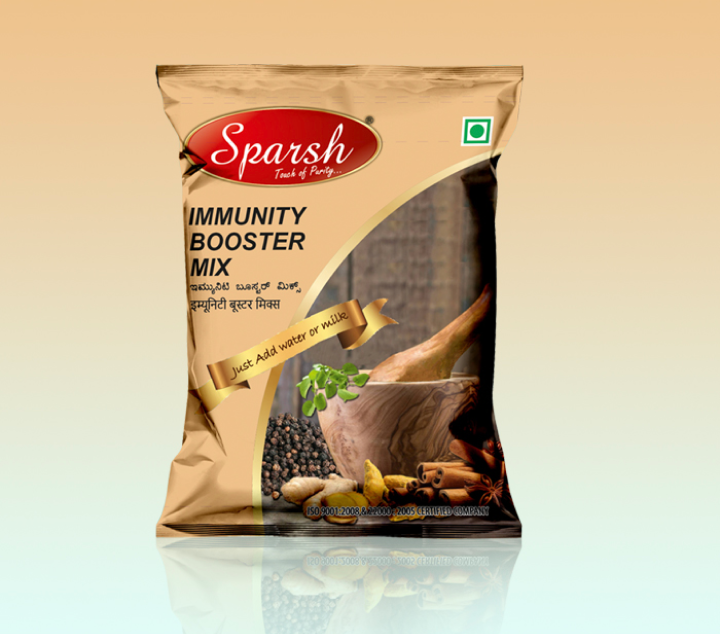 Sparsh
®
Touch of Purity...
IMMUNITY
BOOSTER
MIX
ಇಮ್ಮುನಿಟಿ ಬೂಸ್ಟರ್ ಮಿಕ್ಸ್
इम्यूनिटी बूस्टर मिक्स
Just Add water or milk
ISO 9001:2008,& 22000 : 2005 CERTIFIED COMPANY